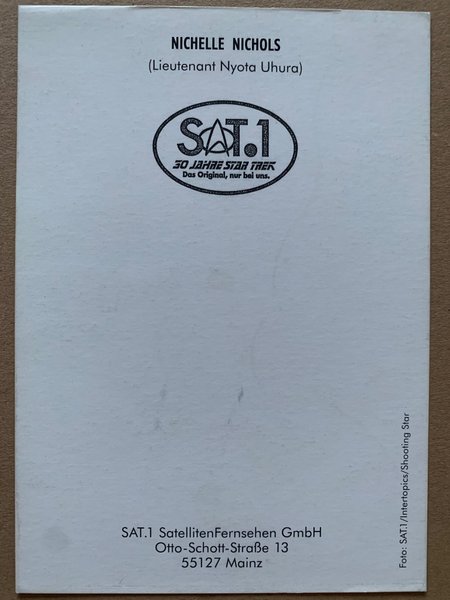 NICHELLE NICHOLS
(Lieutenant Nyota Uhura)
SAT.1
30 JAHRE STAR TREK
Das Original, nur bei uns.
Foto: SAT.1/Intertopics/Shooting Star
SAT.1 SatellitenFernsehen GmbH
Otto-Schott-Straße 13
55127 Mainz